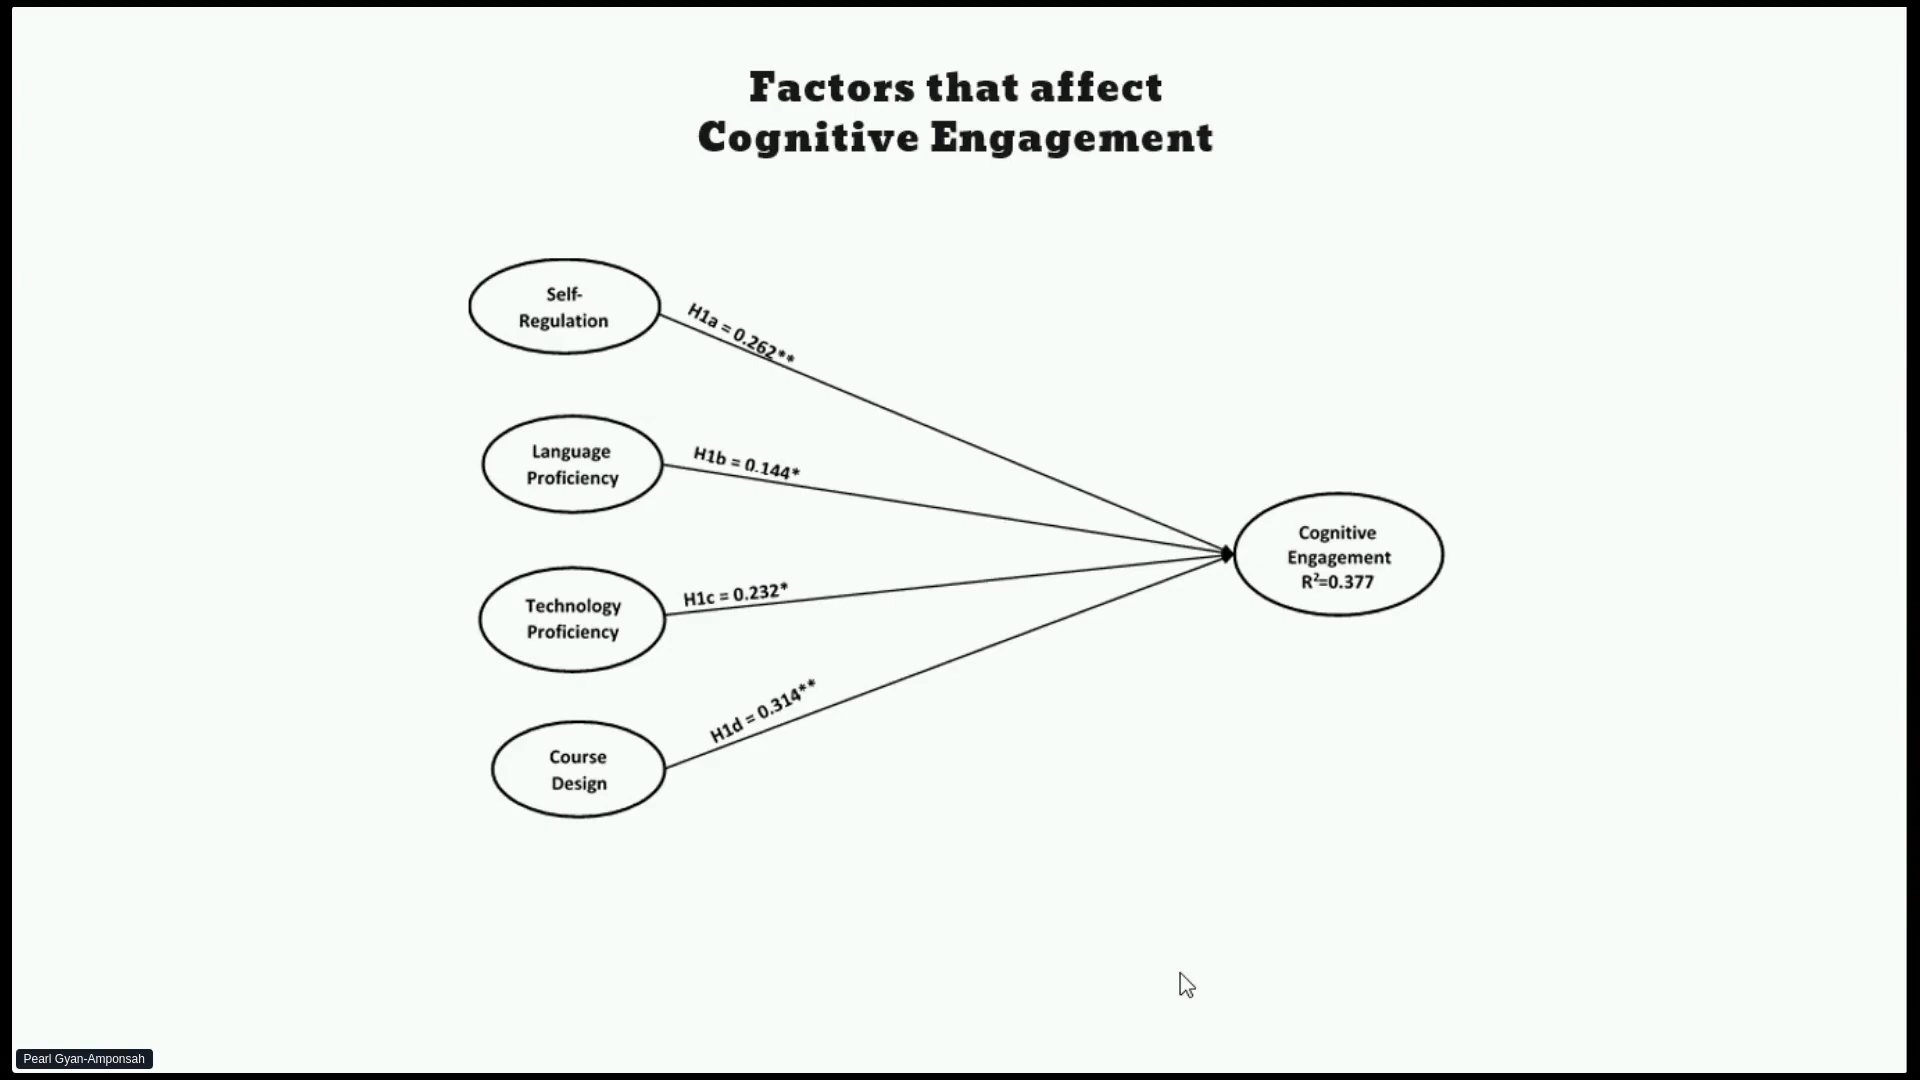 Factors that affect
Cognitive Engagement
Self-
Regulation
H1a = 0.262**
Language
Proficiency
H1b = 0.144*
Technology
Proficiency
H1c = 0.232*
Course
Design
H1d = 0.314**
Cognitive
Engagement
R²=0.377
Pearl Gyan-Amponsah